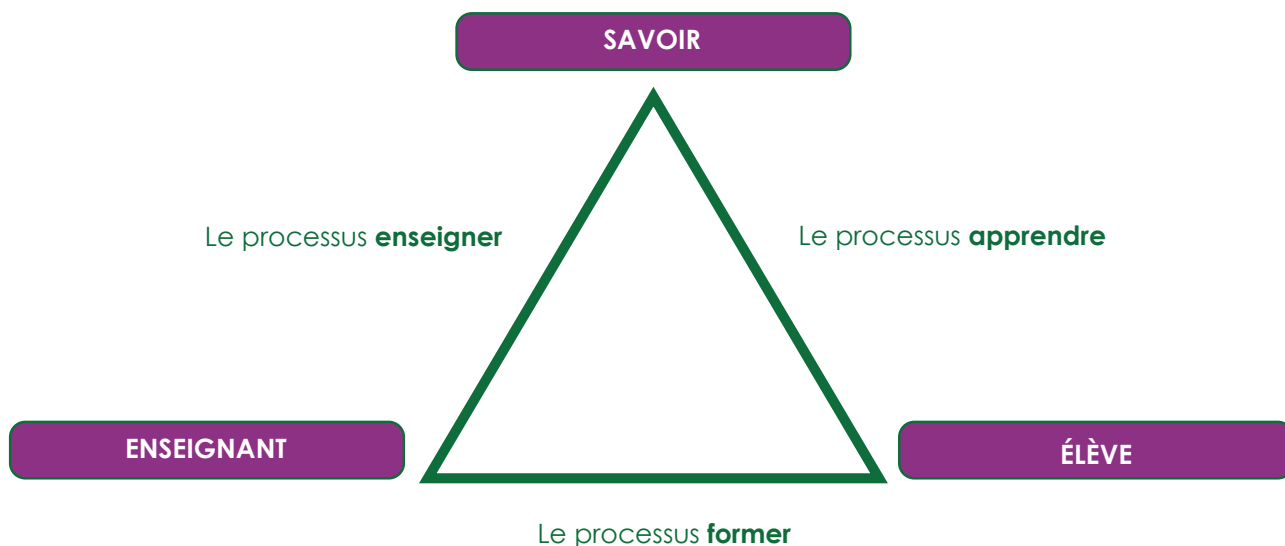 SAVOIR
Le processus enseigner
Le processus apprendre
ENSEIGNANT
ÉLÈVE
Le processus former